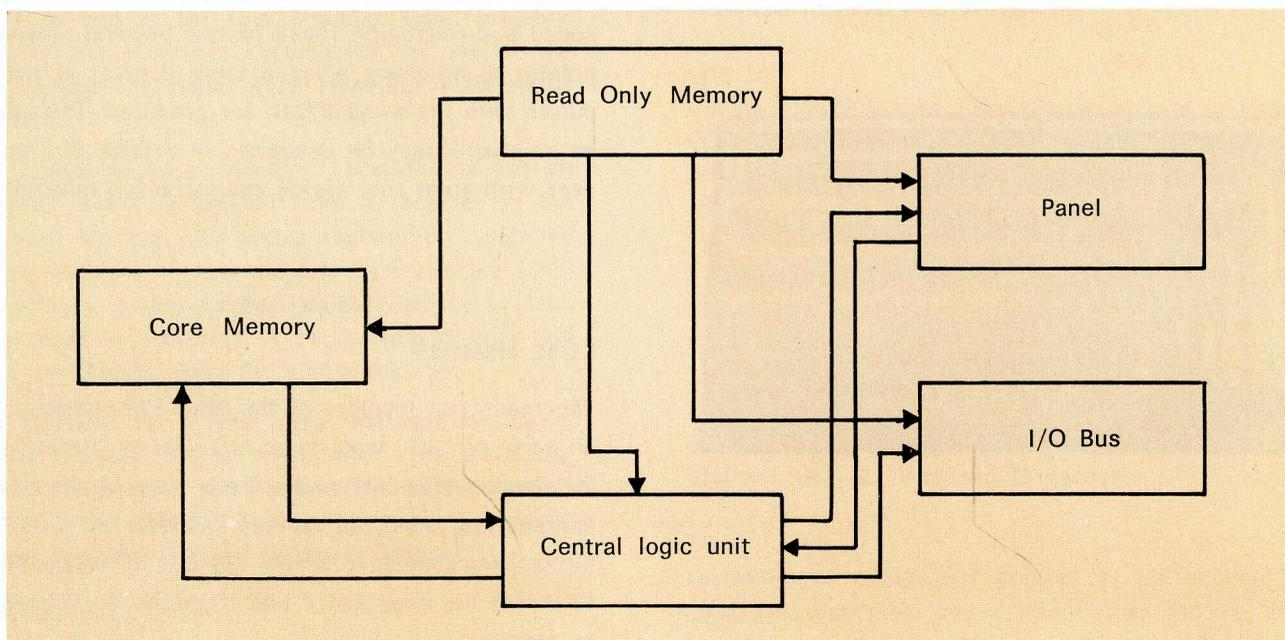 Read Only Memory
Panel
Core Memory
I/O Bus
Central logic unit